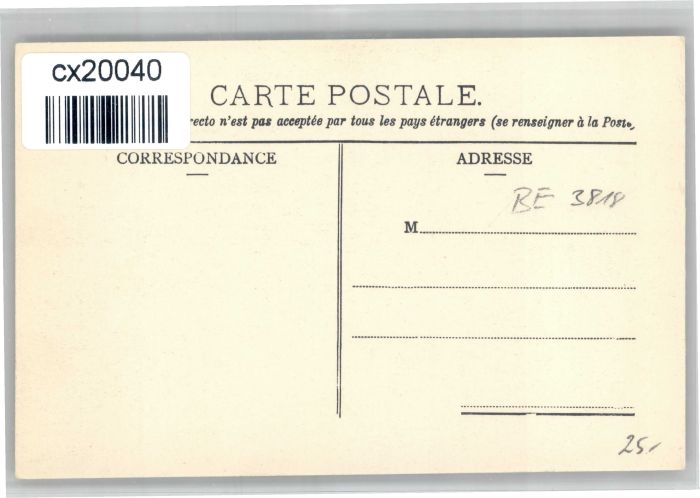 cx20040
CARTE POSTALE.
recto n'est pas acceptée par tous les pays étrangers (se renseigner à la Poste)
CORRESPONDANCE
ADRESSE
BE 3818
M
25,-